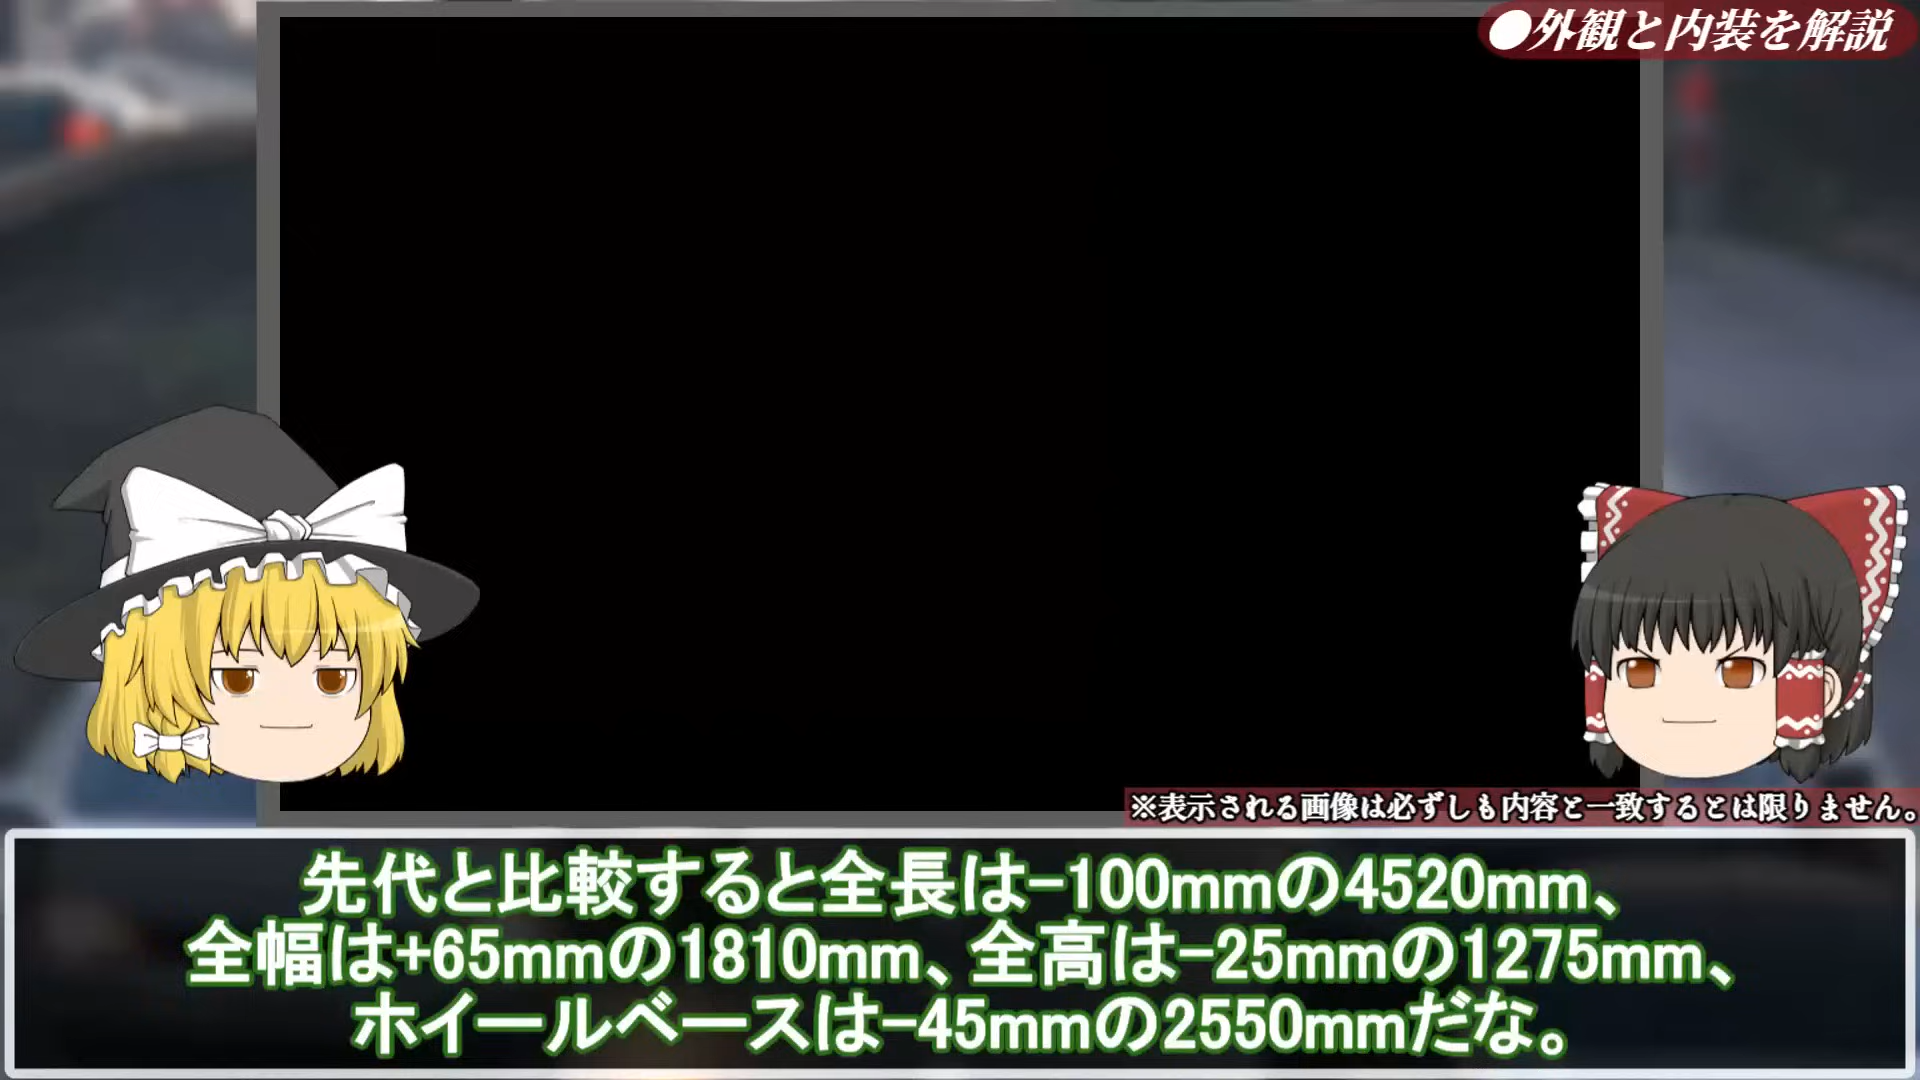 ●外観と内装を解説
※表示される画像は必ずしも内容と一致するとは限りません。
先代と比較すると全長は-100mmの4520mm、
全幅は+65mmの1810mm、全高は-25mmの1275mm、
ホイールベースは-45mmの2550mmだな。